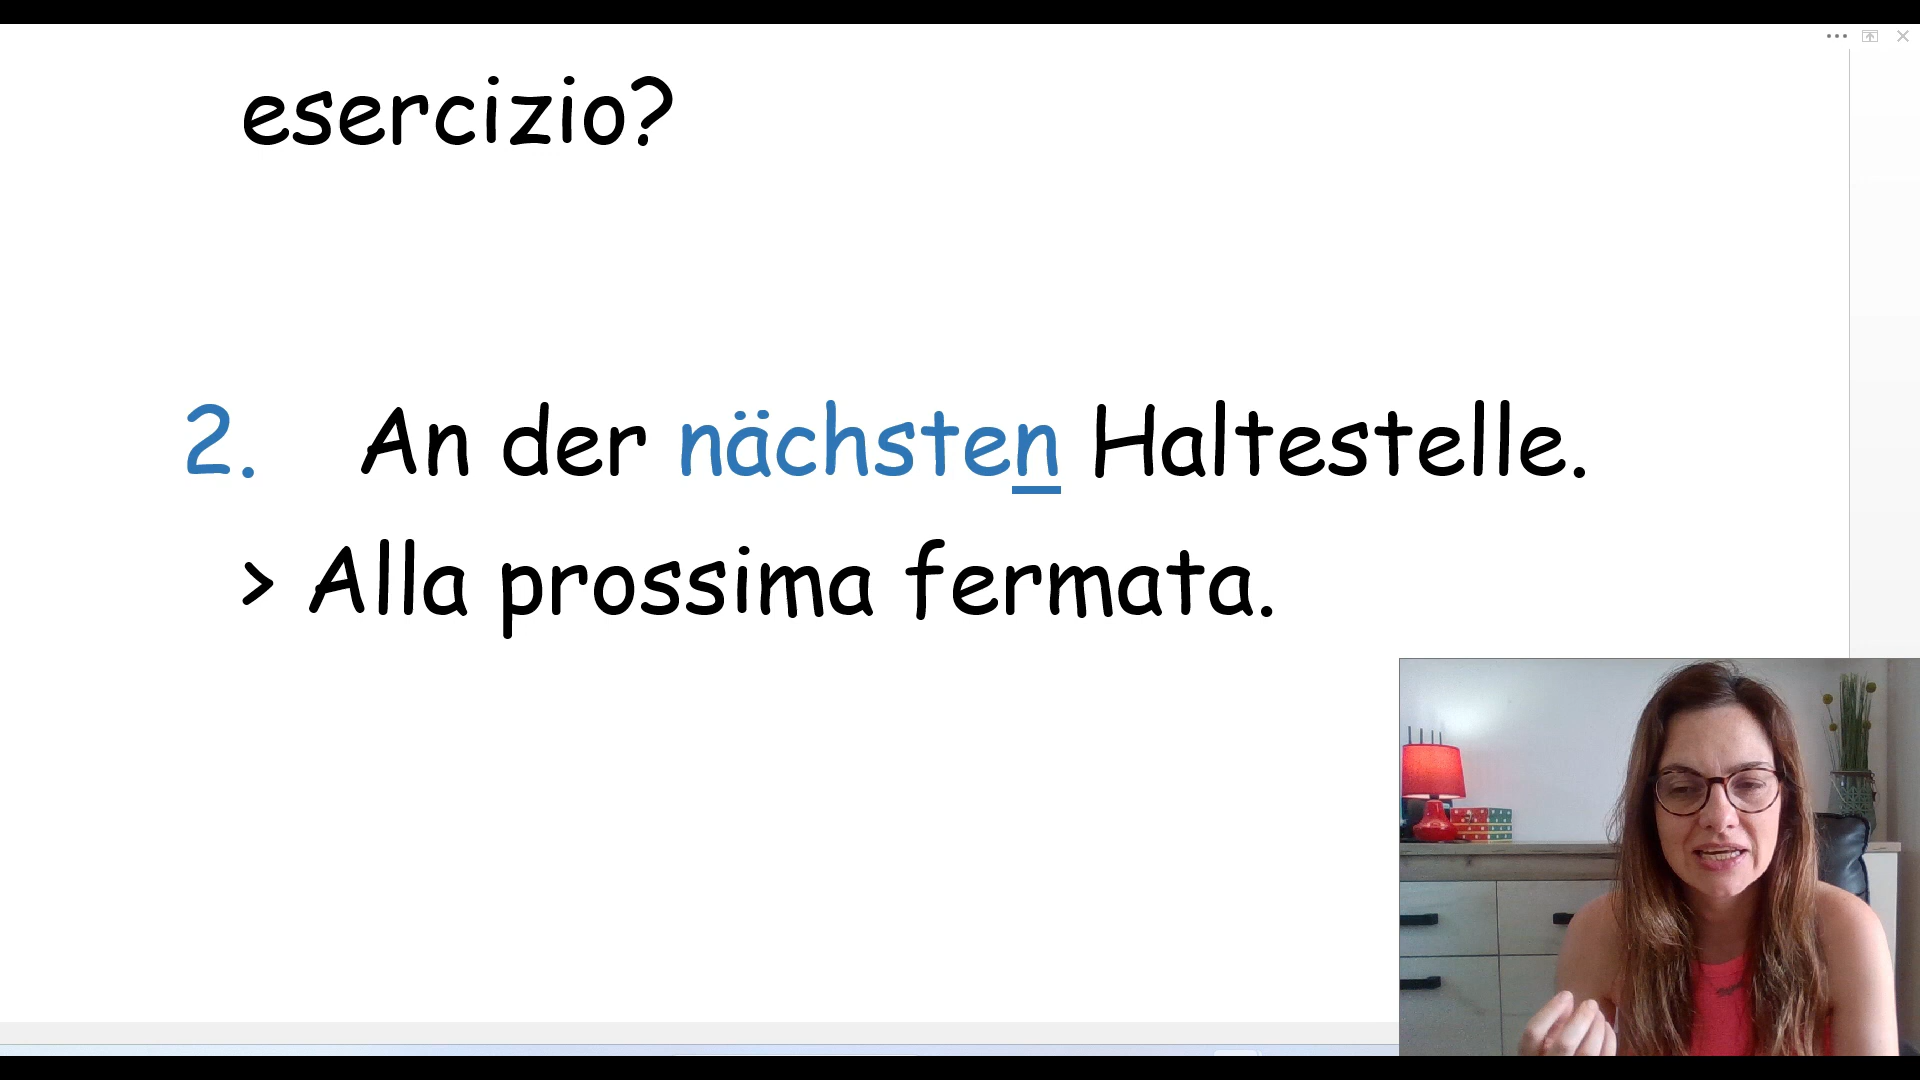 esercizio?
2. An der nächsten Haltestelle.
> Alla prossima fermata.